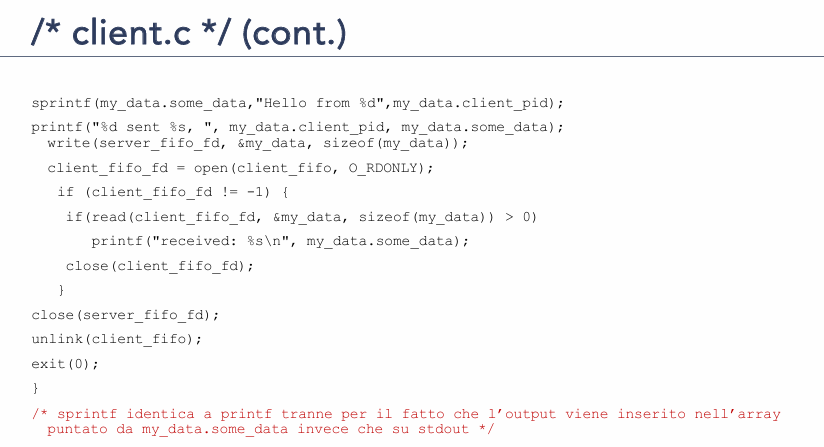 /* client.c */ (cont.)
sprintf(my_data.some_data,"Hello from %d",my_data.client_pid);
printf("%d sent %s, ", my_data.client_pid, my_data.some_data);
write(server_fifo_fd, &my_data, sizeof(my_data));
client_fifo_fd = open(client_fifo, O_RDONLY);
if (client_fifo_fd != -1) {
if(read(client_fifo_fd, &my_data, sizeof(my_data)) > 0)
printf("received: %s\n", my_data.some_data);
close(client_fifo_fd);
}
close(server_fifo_fd);
unlink(client_fifo);
exit(0);
}
/* sprintf identica a printf tranne per il fatto che l’output viene inserito nell’array
puntato da my_data.some_data invece che su stdout */